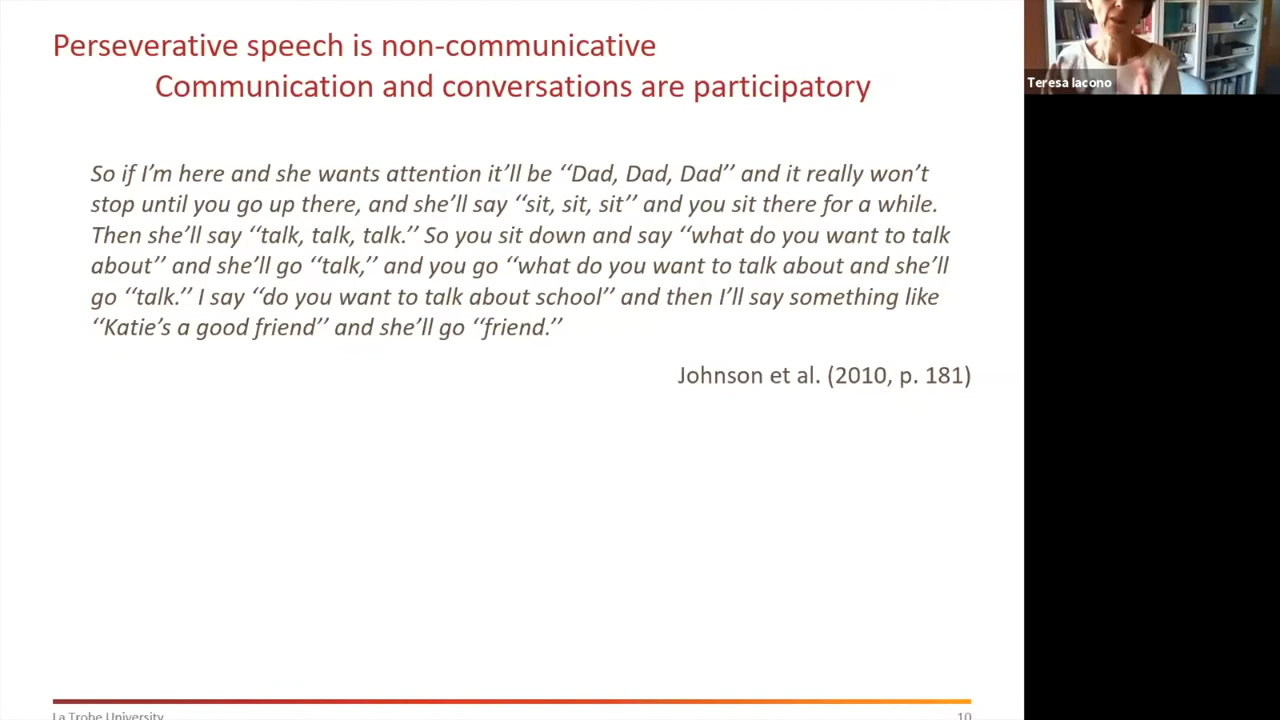 Perseverative speech is non-communicative
Communication and conversations are participatory
Teresa Iacono
So if I'm here and she wants attention it'll be “Dad, Dad, Dad” and it really won't
stop until you go up there, and she'll say “sit, sit, sit” and you sit there for a while.
Then she'll say “talk, talk, talk.” So you sit down and say “what do you want to talk
about” and she'll go “talk,” and you go “what do you want to talk about and she'll
go “talk.” I say “do you want to talk about school” and then I'll say something like
“Katie's a good friend” and she'll go “friend.”
Johnson et al. (2010, p. 181)
La Trobe University
10